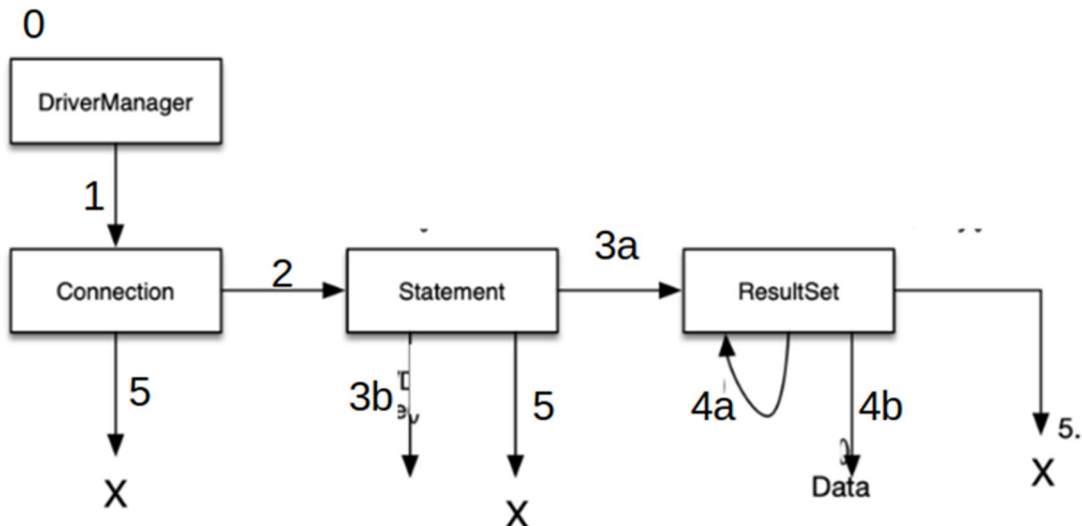 0
DriverManager
1
Connection
2
Statement
3a
ResultSet
5
3b
5
4a
4b
5.
X
X
Data
X